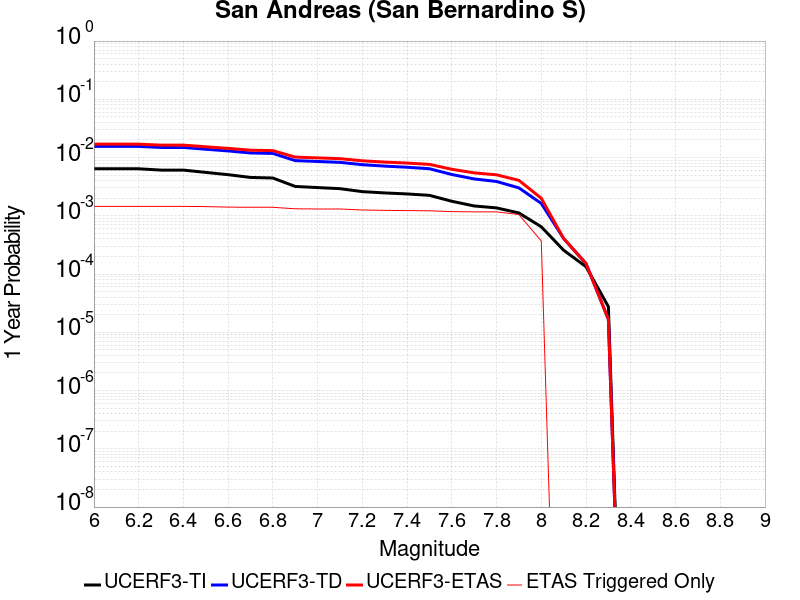 San Andreas (San Bernardino S)
1 Year Probability
10^0
10^-1
10^-2
10^-3
10^-4
10^-5
10^-6
10^-7
10^-8
6 6.2 6.4 6.6 6.8 7 7.2 7.4 7.6 7.8 8 8.2 8.4 8.6 8.8 9
Magnitude
UCERF3-TI UCERF3-TD UCERF3-ETAS ETAS Triggered Only